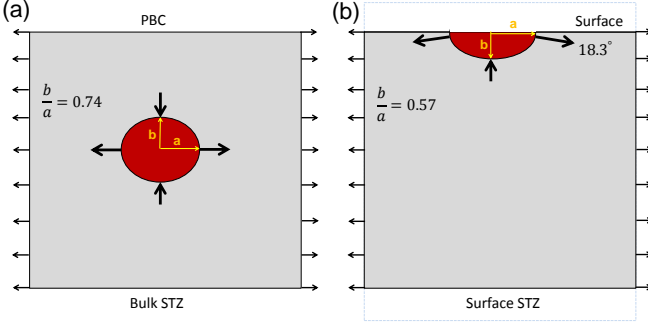 (a)
PBC
b/a = 0.74
b
a
Bulk STZ
(b)
Surface
a
b
18.3°
b/a = 0.57
Surface STZ